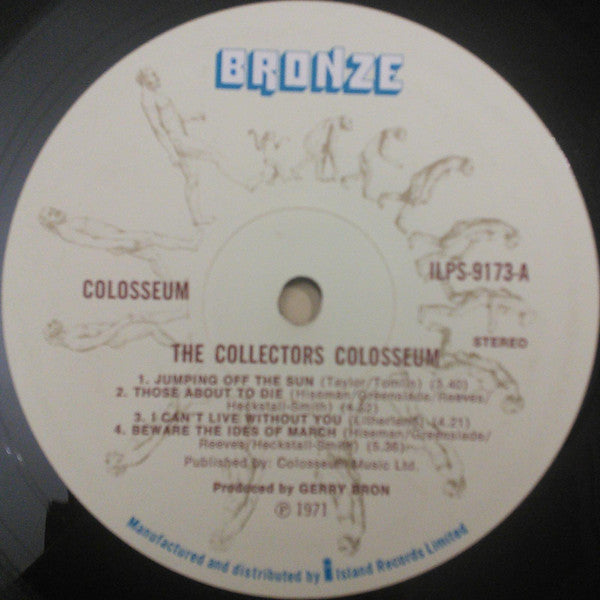 BRONZE
COLOSSEUM
ILPS-9173-A
STEREO
THE COLLECTORS COLOSSEUM
1. JUMPING OFF THE SUN (Taylor/Tomlin) (3.40)
2. THOSE ABOUT TO DIE (Hiseman/Greenslade/Reeves/
Heckstall-Smith)
3. I CAN'T LIVE WITHOUT YOU (Litherland) (4.21)
4. BEWARE THE IDES OF MARCH (Hiseman/Greenslade/
Reeves/Heckstall-Smith) (5.36)
Published by: Colosseum Music Ltd.
Produced by GERRY BRON
℗ 1971
Manufactured and distributed by Island Records Limited